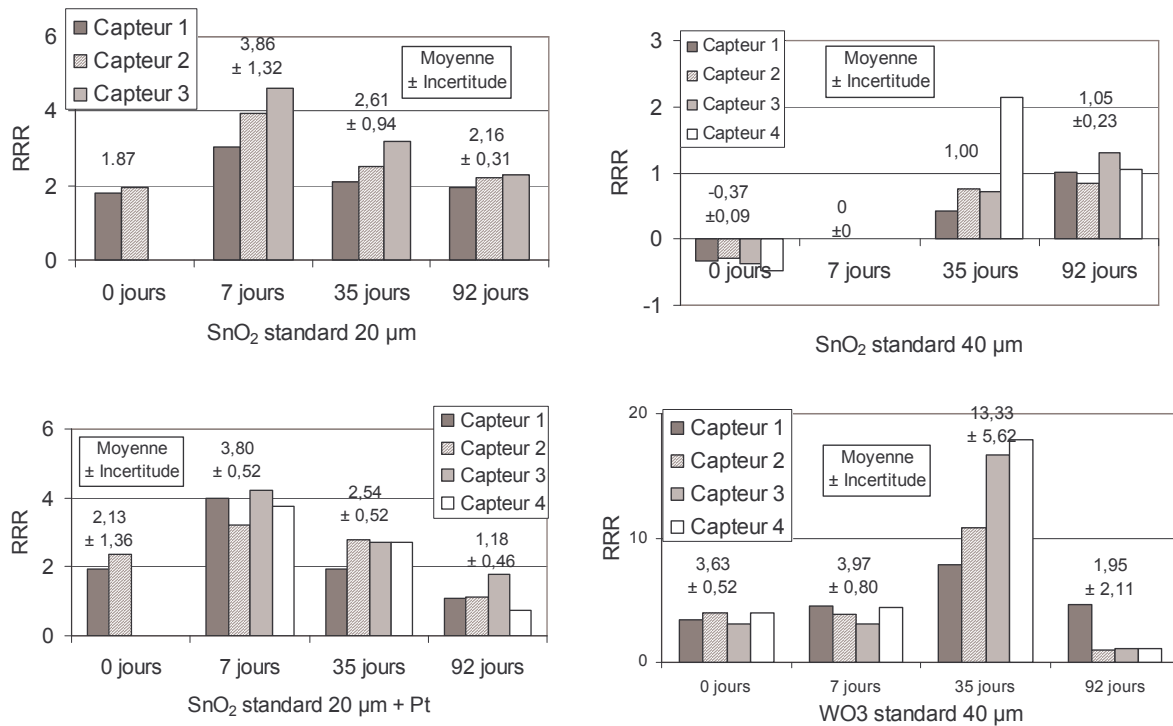 Capteur 1
Capteur 2
Capteur 3
Moyenne
± Incertitude
3,86
± 1,32
2,61
± 0,94
2,16
± 0,31
1.87
6
4
2
0
RRR
0 jours
7 jours
35 jours
92 jours
SnO₂ standard 20 µm
Capteur 1
Capteur 2
Capteur 3
Capteur 4
Moyenne
± Incertitude
1,05
±0,23
1,00
-0,37
±0,09
0
±0
3
2
1
0
-1
RRR
0 jours
7 jours
35 jours
92 jours
SnO₂ standard 40 µm
Capteur 1
Capteur 2
Capteur 3
Capteur 4
Moyenne
± Incertitude
3,80
± 0,52
2,54
± 0,52
2,13
± 1,36
1,18
± 0,46
6
4
2
0
RRR
0 jours
7 jours
35 jours
92 jours
SnO₂ standard 20 µm + Pt
Capteur 1
Capteur 2
Capteur 3
Capteur 4
Moyenne
± Incertitude
13,33
± 5,62
3,63
± 0,52
3,97
± 0,80
1,95
± 2,11
20
10
0
RRR
0 jours
7 jours
35 jours
92 jours
WO3 standard 40 µm